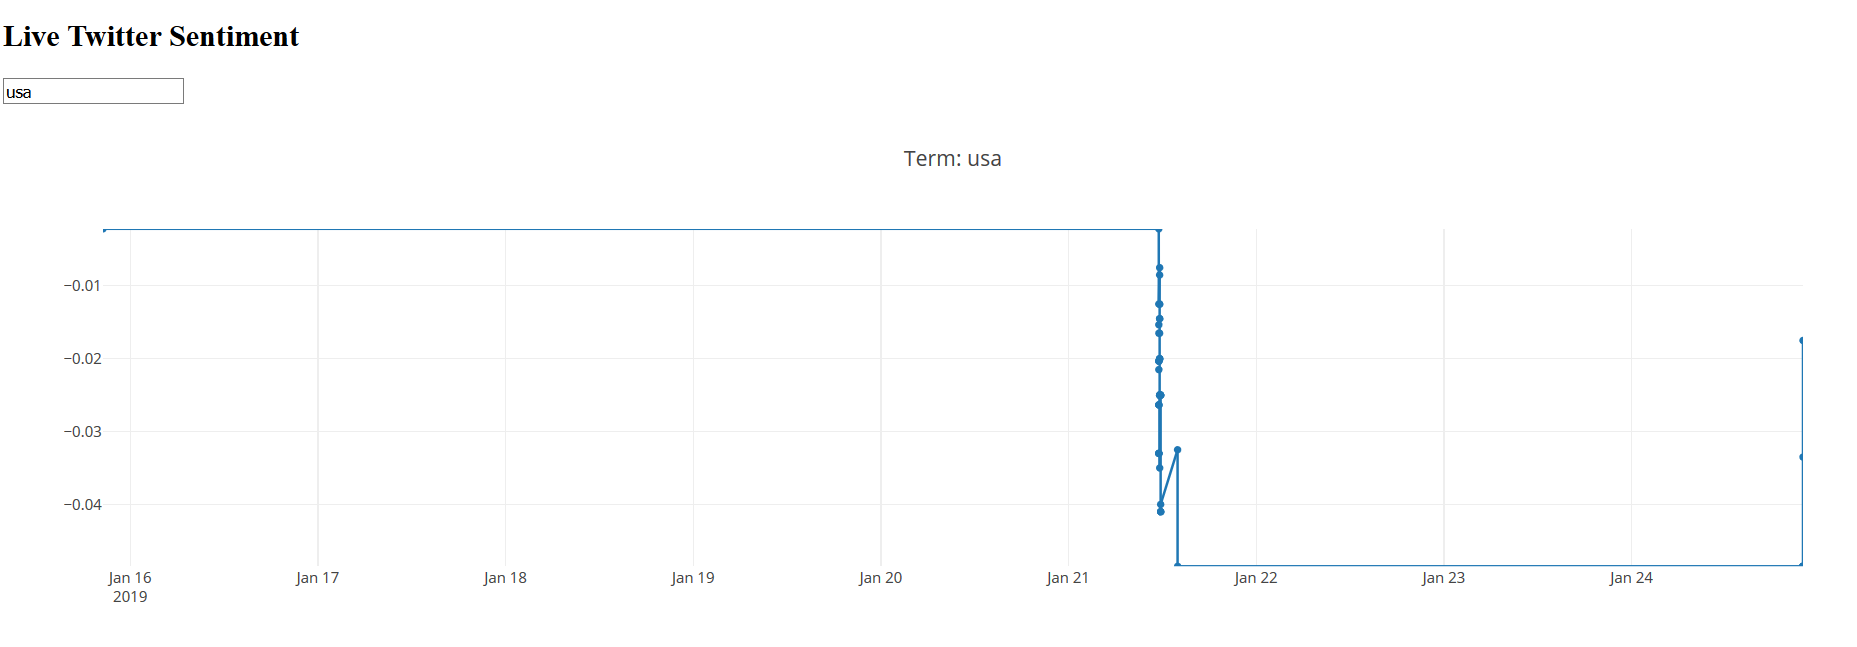 Live Twitter Sentiment
usa
Term: usa
−0.01
−0.02
−0.03
−0.04
Jan 16 Jan 17 Jan 18 Jan 19 Jan 20 Jan 21 Jan 22 Jan 23 Jan 24
2019